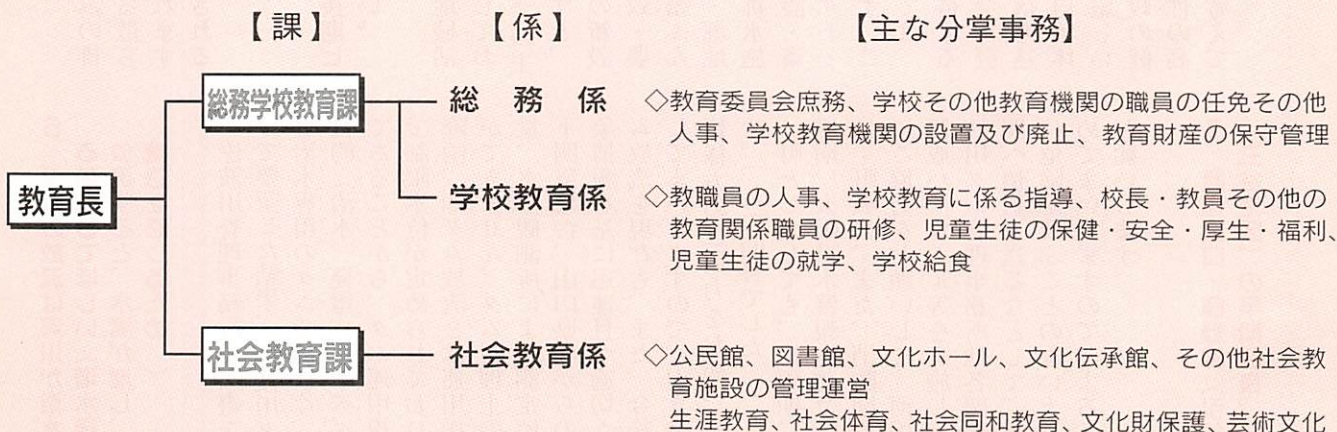 【課】 【係】 【主な分掌事務】
教育長
総務学校教育課
総務係 ◇教育委員会庶務、学校その他教育機関の職員の任免その他
人事、学校教育機関の設置及び廃止、教育財産の保守管理
学校教育係 ◇教職員の人事、学校教育に係る指導、校長・教員その他の
教育関係職員の研修、児童生徒の保健・安全・厚生・福利、
児童生徒の就学、学校給食
社会教育課
社会教育係 ◇公民館、図書館、文化ホール、文化伝承館、その他社会教
育施設の管理運営
生涯教育、社会体育、社会同和教育、文化財保護、芸術文化